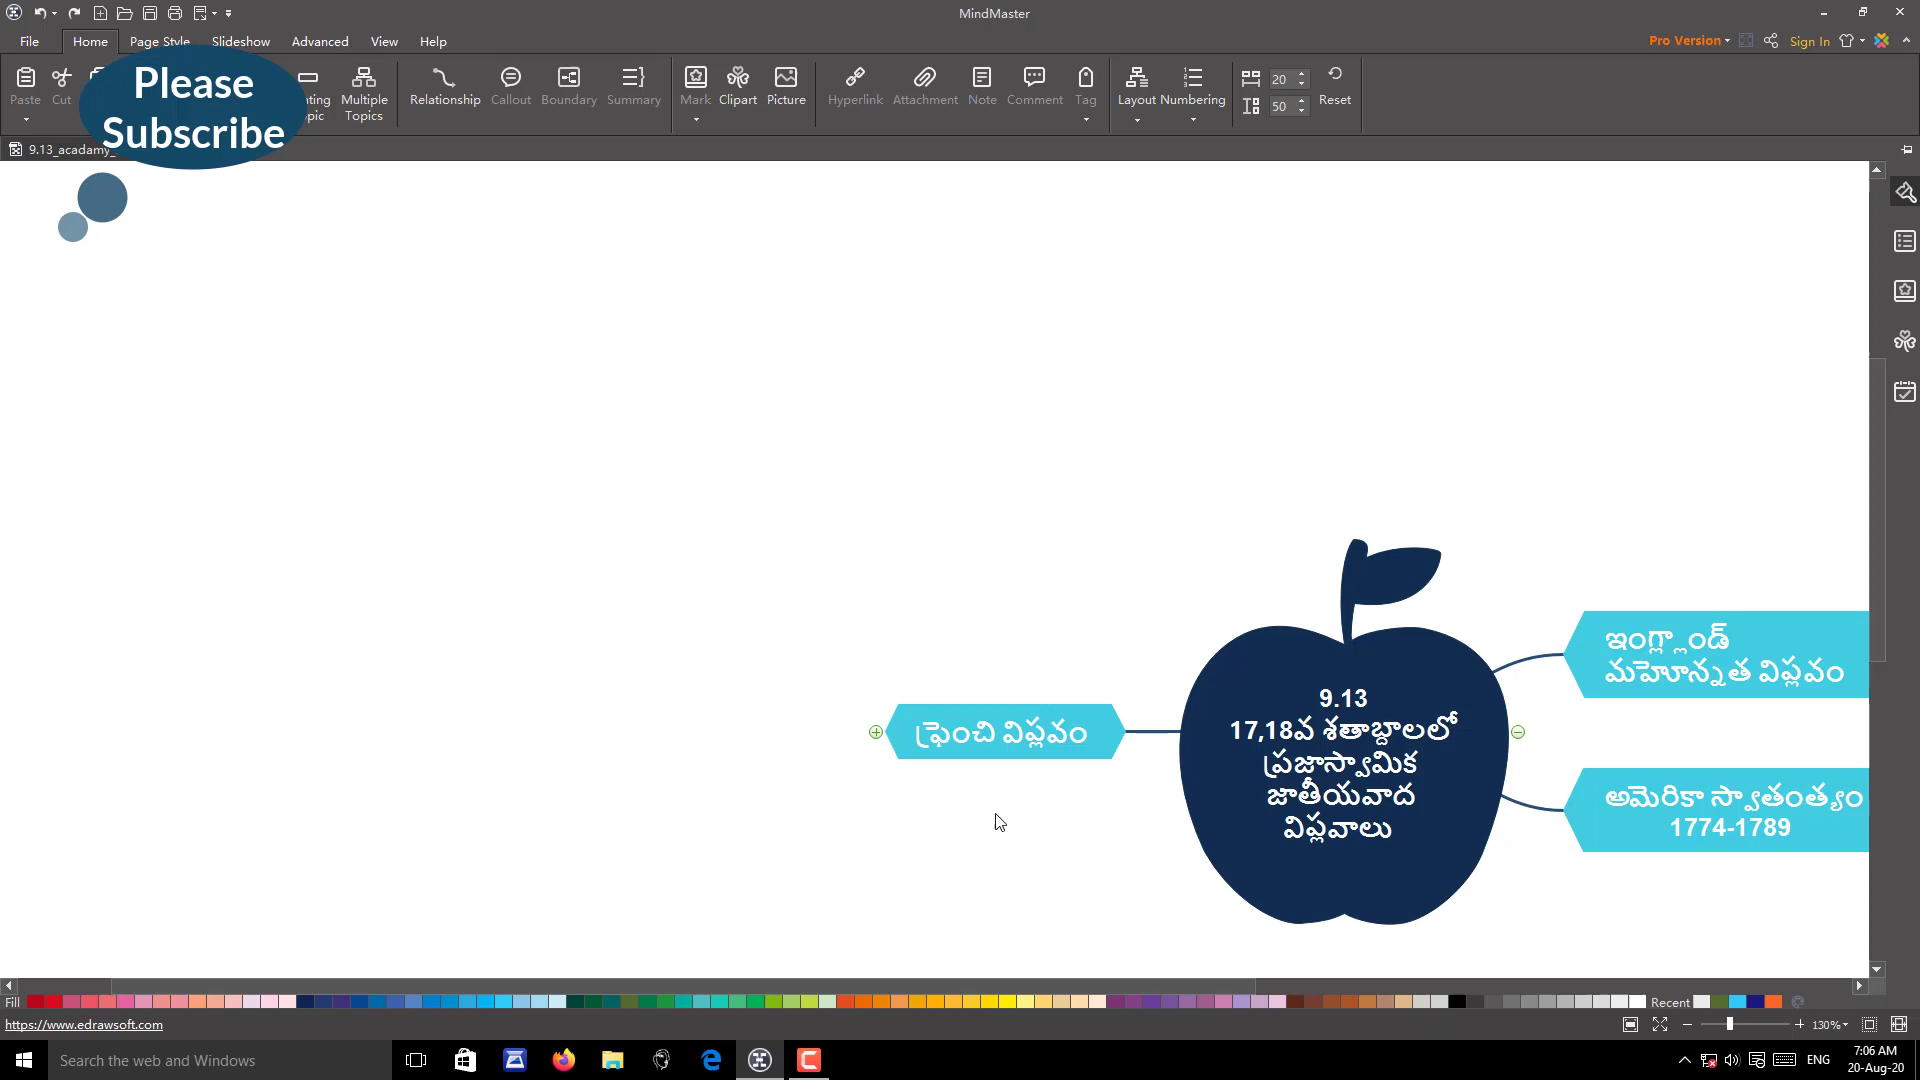 MindMaster
File
Home
Page Style
Slideshow
Advanced
View
Help
Pro Version
Sign In
Please
Subscribe
Paste
Cut
Multiple
Topics
Relationship
Callout
Boundary
Summary
Mark
Clipart
Picture
Hyperlink
Attachment
Note
Comment
Tag
Layout
Numbering
20
50
Reset
9.13_acadamy_
ఇంగ్లాండ్
మహెూన్నత విప్లవం
ఫ్రెంచి విప్లవం
9.13
17,18వ శతాబ్దాలలో
ప్రజాస్వామిక
జాతీయవాద
విప్లవాలు
అమెరికా స్వాతంత్యం
1774-1789
Fill
Recent
https://www.edrawsoft.com
130%
Search the web and Windows
ENG
7:06 AM
20-Aug-20